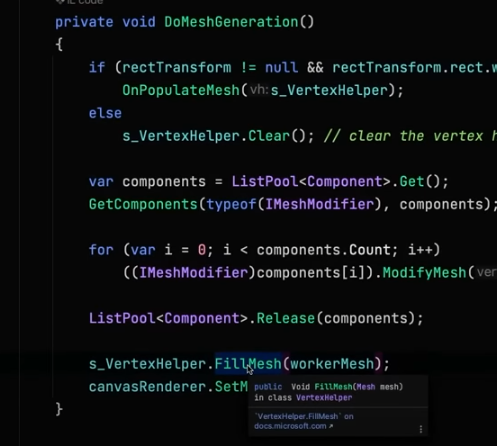 IL code
private void DoMeshGeneration()
{
if (rectTransform != null && rectTransform.rect.w
OnPopulateMesh(vh: s_VertexHelper);
else
s_VertexHelper.Clear(); // clear the vertex h
var components = ListPool<Component>.Get();
GetComponents(typeof(IMeshModifier), components);
for (var i = 0; i < components.Count; i++)
((IMeshModifier)components[i]).ModifyMesh(ver
ListPool<Component>.Release(components);
s_VertexHelper.FillMesh(workerMesh);
canvasRenderer.SetM
}
public Void FillMesh(Mesh mesh)
in class VertexHelper
`VertexHelper.FillMesh` on
docs.microsoft.com ↗